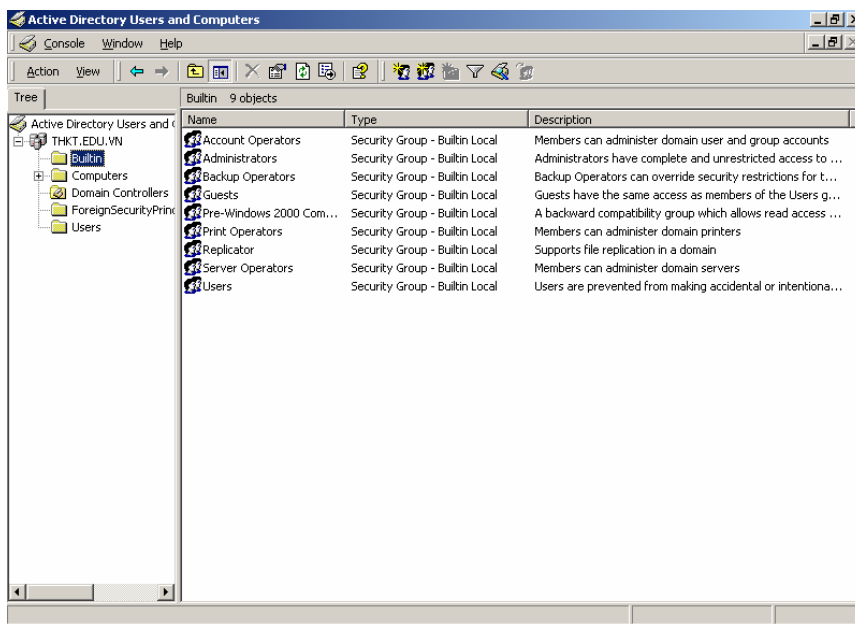 Active Directory Users and Computers
Console Window Help
Action View
Tree
Builtin 9 objects
Active Directory Users and
THKT.EDU.VN
Builtin
Computers
Domain Controllers
ForeignSecurityPrinc
Users
Name Type Description
Account Operators Security Group - Builtin Local Members can administer domain user and group accounts
Administrators Security Group - Builtin Local Administrators have complete and unrestricted access to ...
Backup Operators Security Group - Builtin Local Backup Operators can override security restrictions for t...
Guests Security Group - Builtin Local Guests have the same access as members of the Users g...
Pre-Windows 2000 Com... Security Group - Builtin Local A backward compatibility group which allows read access ...
Print Operators Security Group - Builtin Local Members can administer domain printers
Replicator Security Group - Builtin Local Supports file replication in a domain
Server Operators Security Group - Builtin Local Members can administer domain servers
Users Security Group - Builtin Local Users are prevented from making accidental or intentiona...